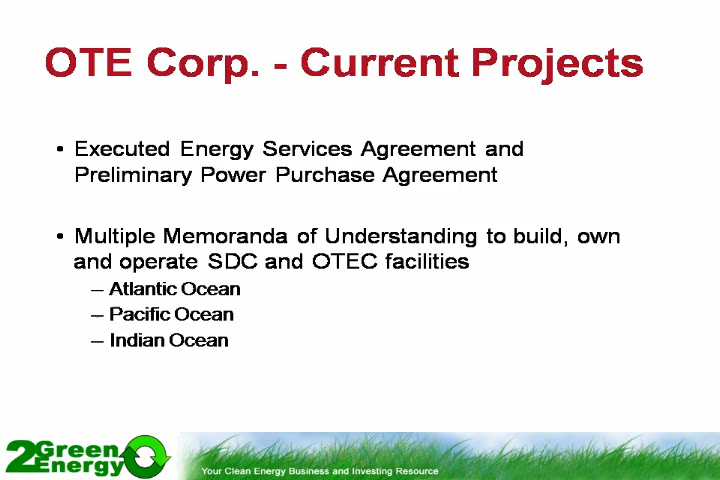 OTE Corp. - Current Projects
• Executed Energy Services Agreement and
Preliminary Power Purchase Agreement
• Multiple Memoranda of Understanding to build, own
and operate SDC and OTEC facilities
– Atlantic Ocean
– Pacific Ocean
– Indian Ocean
2Green
Energy
Your Clean Energy Business and Investing Resource